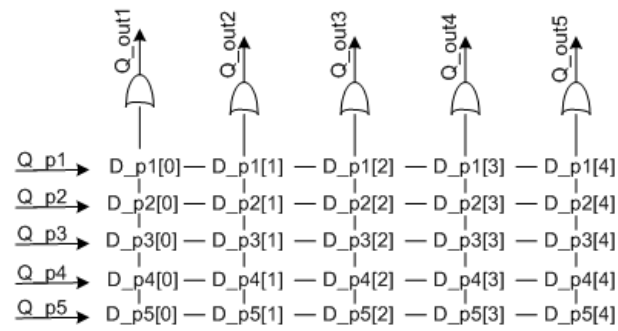 Q_out1 Q_out2 Q_out3 Q_out4 Q_out5
Q_p1 D_p1[0] D_p1[1] D_p1[2] D_p1[3] D_p1[4]
Q_p2 D_p2[0] D_p2[1] D_p2[2] D_p2[3] D_p2[4]
Q_p3 D_p3[0] D_p3[1] D_p3[2] D_p3[3] D_p3[4]
Q_p4 D_p4[0] D_p4[1] D_p4[2] D_p4[3] D_p4[4]
Q_p5 D_p5[0] D_p5[1] D_p5[2] D_p5[3] D_p5[4]